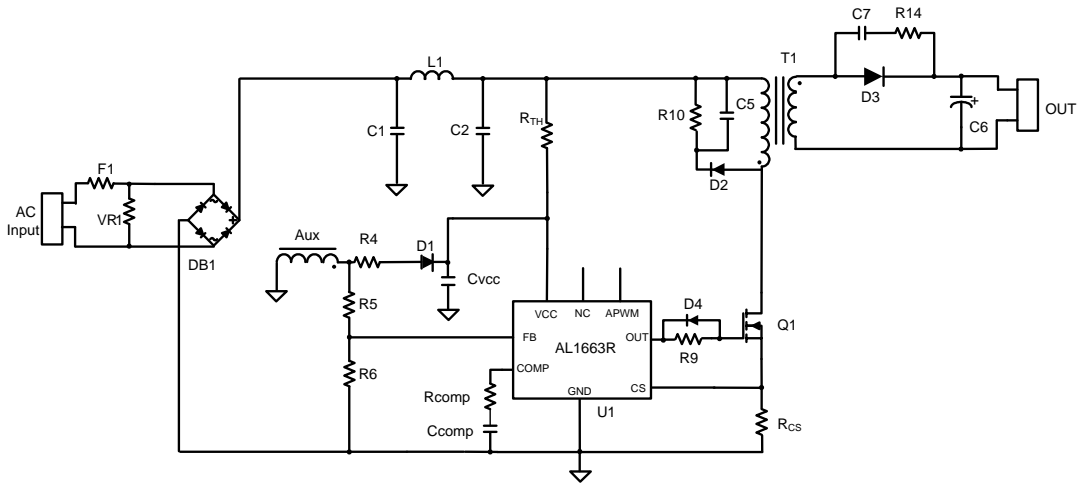 C7
R14
T1
L1
D3
OUT
C6
+
R10
C5
RTH
C1
C2
D2
F1
AC
Input
VR1
~
+
~
-
DB1
Aux
R4
D1
Cvcc
R5
VCC
NC
APWM
D4
Q1
FB
AL1663R
OUT
R9
R6
COMP
CS
GND
U1
Rcomp
Ccomp
RCS